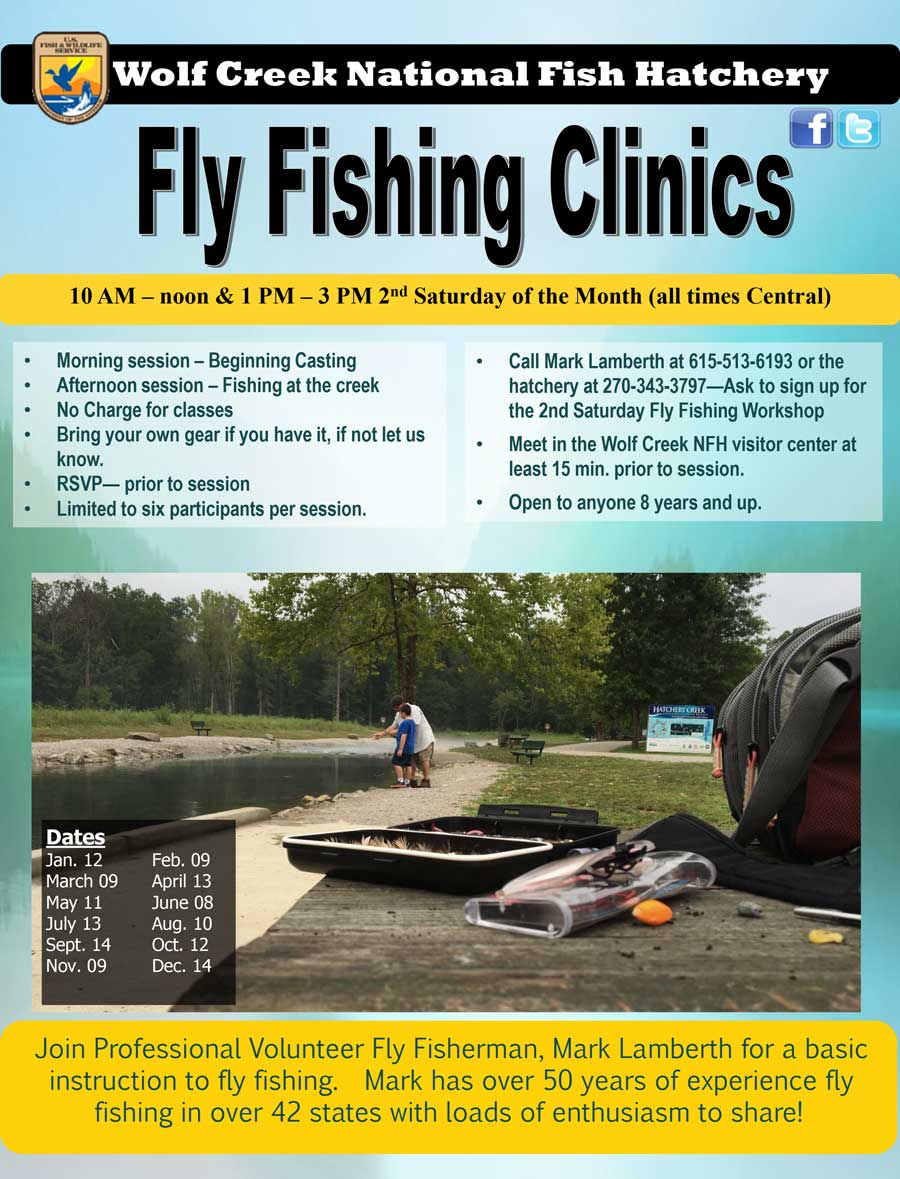 U.S.
FISH & WILDLIFE
SERVICE
Wolf Creek National Fish Hatchery
f t
Fly Fishing Clinics
10 AM – noon & 1 PM – 3 PM 2nd Saturday of the Month (all times Central)
• Morning session – Beginning Casting
• Afternoon session – Fishing at the creek
• No Charge for classes
• Bring your own gear if you have it, if not let us
know.
• RSVP— prior to session
• Limited to six participants per session.
• Call Mark Lamberth at 615-513-6193 or the
hatchery at 270-343-3797—Ask to sign up for
the 2nd Saturday Fly Fishing Workshop
• Meet in the Wolf Creek NFH visitor center at
least 15 min. prior to session.
• Open to anyone 8 years and up.
HATCHERY CREEK
Dates
Jan. 12 Feb. 09
March 09 April 13
May 11 June 08
July 13 Aug. 10
Sept. 14 Oct. 12
Nov. 09 Dec. 14
Join Professional Volunteer Fly Fisherman, Mark Lamberth for a basic
instruction to fly fishing. Mark has over 50 years of experience fly
fishing in over 42 states with loads of enthusiasm to share!